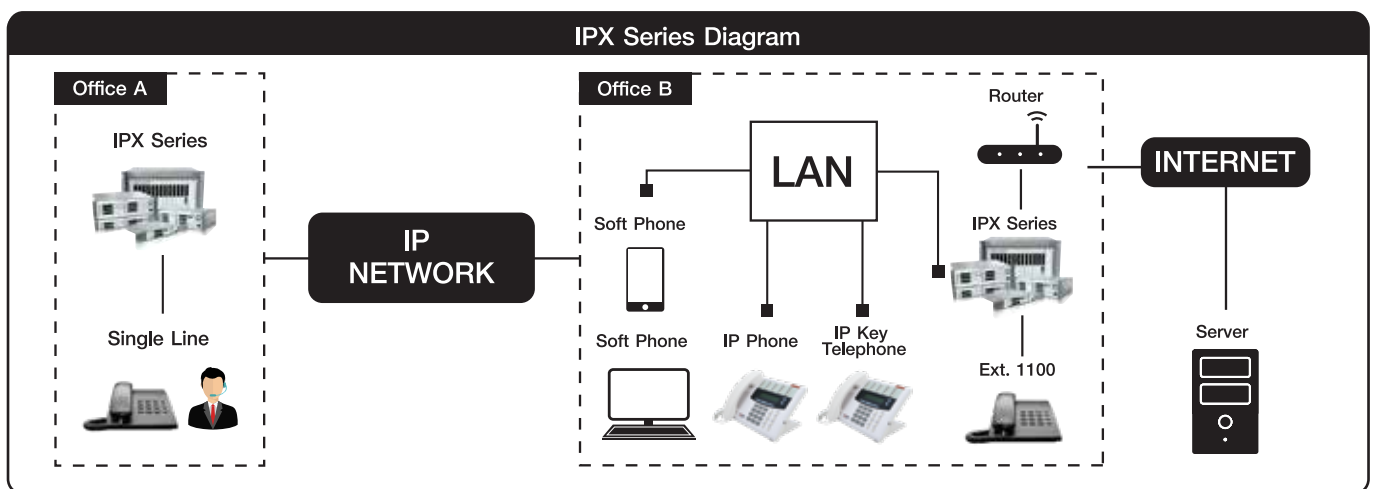 IPX Series Diagram
Office A
IPX Series
Single Line
IP
NETWORK
Office B
LAN
Router
Soft Phone
Soft Phone
IP Phone
IP Key
Telephone
IPX Series
Ext. 1100
INTERNET
Server